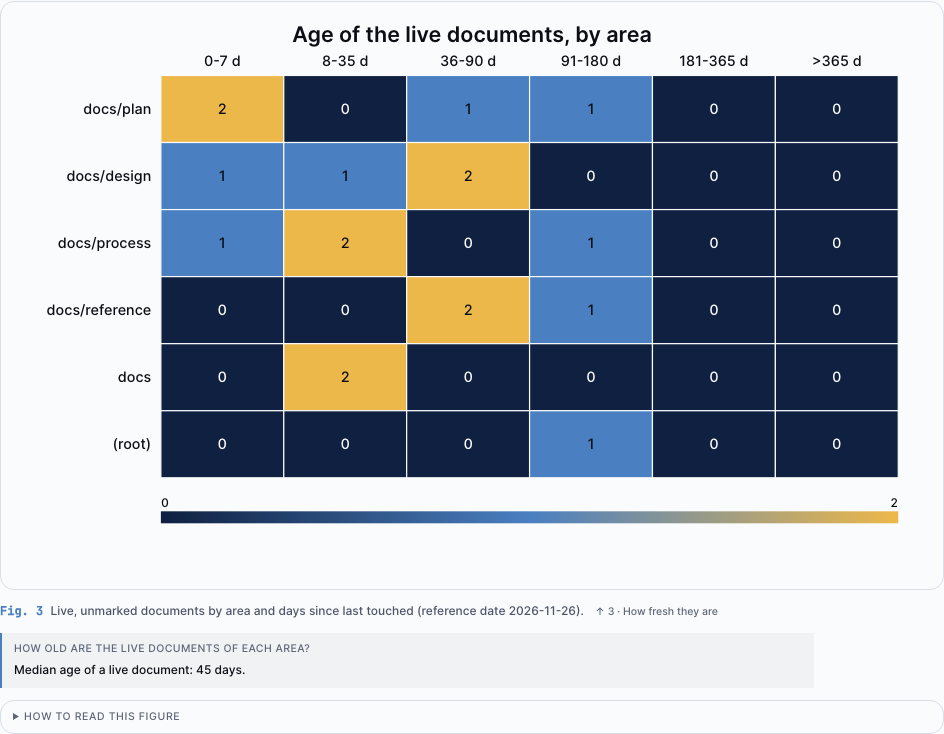 Age of the live documents, by area
0-7 d 8-35 d 36-90 d 91-180 d 181-365 d >365 d
docs/plan 2 0 1 1 0 0
docs/design 1 1 2 0 0 0
docs/process 1 2 0 1 0 0
docs/reference 0 0 2 1 0 0
docs 0 2 0 0 0 0
(root) 0 0 0 1 0 0
0 2
Fig. 3 Live, unmarked documents by area and days since last touched (reference date 2026-11-26). ↑ 3 · How fresh they are
HOW OLD ARE THE LIVE DOCUMENTS OF EACH AREA?
Median age of a live document: 45 days.
▶ HOW TO READ THIS FIGURE